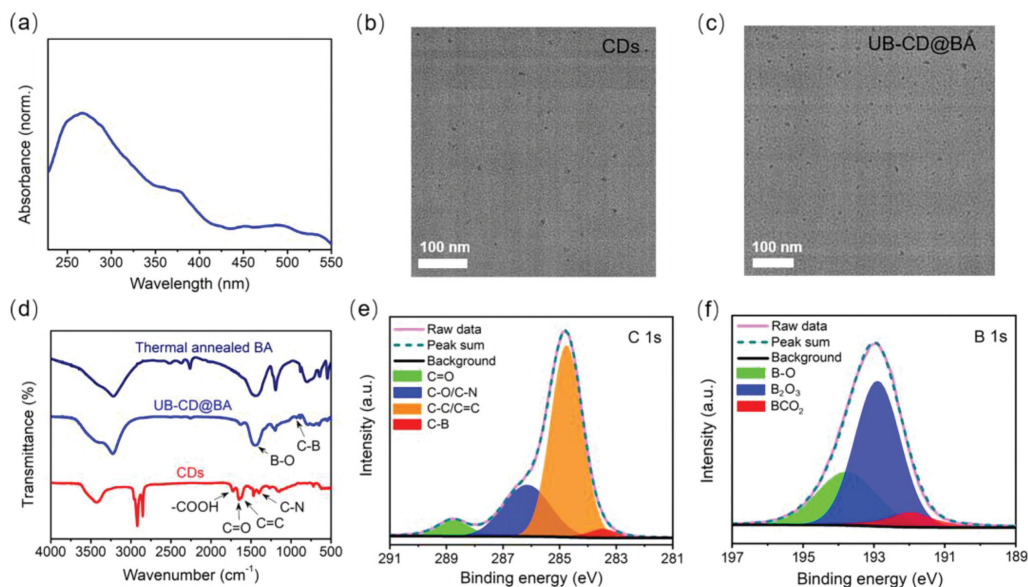 (a)
Absorbance (norm.)
250 300 350 400 450 500 550
Wavelength (nm)
(b)
CDs
100 nm
(c)
UB-CD@BA
100 nm
(d)
Transmittance (%)
Thermal annealed BA
UB-CD@BA
C-B
B-O
CDs
-COOH
C=O
C=C
C-N
4000 3500 3000 2500 2000 1500 1000 500
Wavenumber (cm⁻¹)
(e)
C 1s
Intensity (a.u.)
Raw data
Peak sum
Background
C=O
C-O/C-N
C-C/C=C
C-B
291 289 287 285 283 281
Binding energy (eV)
(f)
B 1s
Intensity (a.u.)
Raw data
Peak sum
Background
B-O
B₂O₃
BCO₂
197 195 193 191 189
Binding energy (eV)